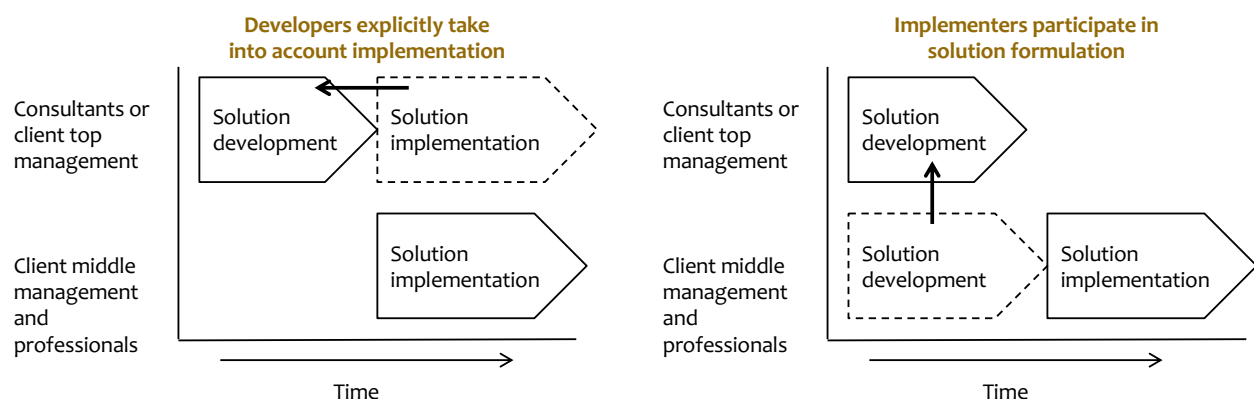 Developers explicitly take
into account implementation
Consultants or
client top
management
Solution
development
Solution
implementation
Client middle
management
and
professionals
Solution
implementation
Time
Implementers participate in
solution formulation
Consultants or
client top
management
Solution
development
Client middle
management
and
professionals
Solution
development
Solution
implementation
Time